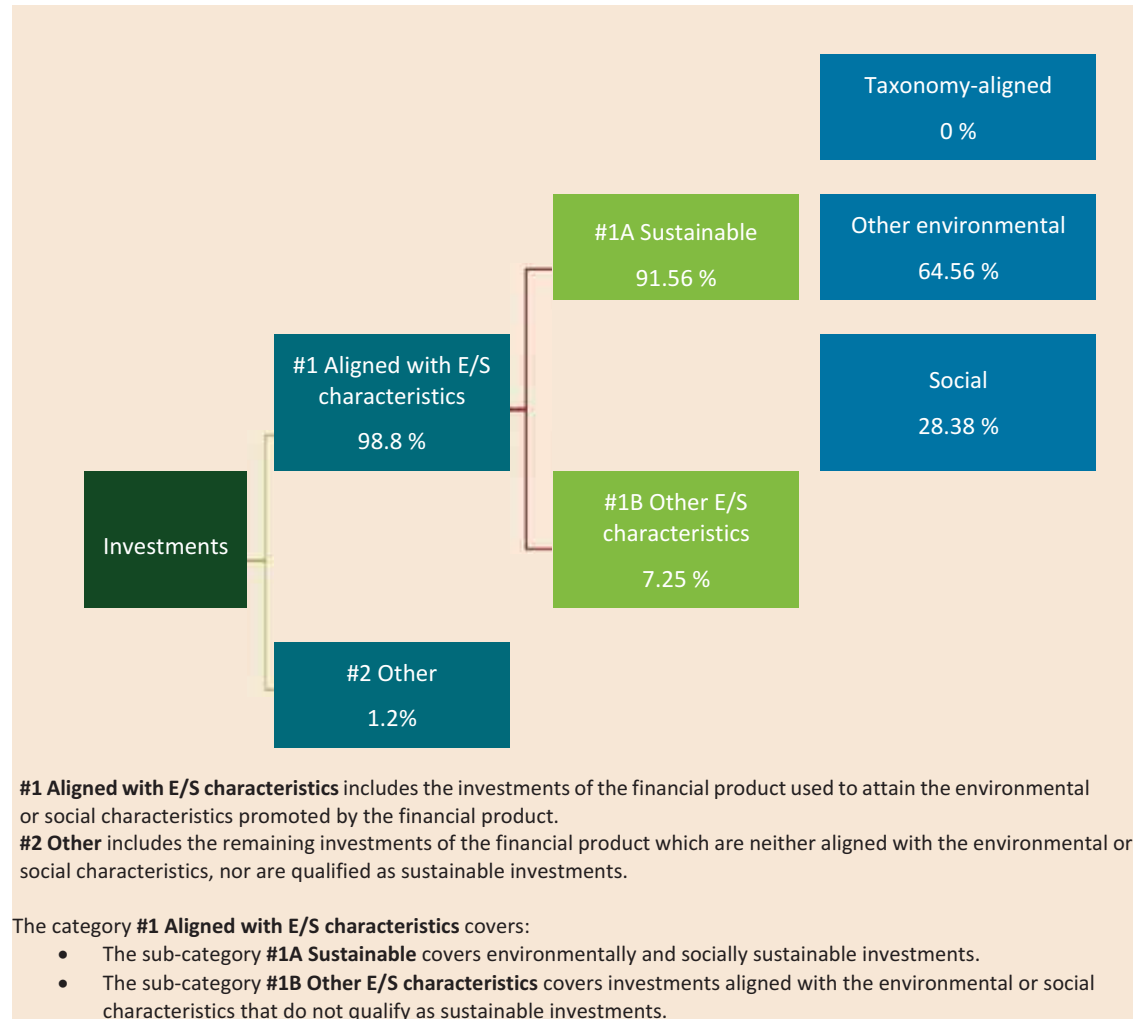 Taxonomy-aligned
0 %
#1A Sustainable
91.56 %
Other environmental
64.56 %
#1 Aligned with E/S
characteristics
98.8 %
Social
28.38 %
Investments
#1B Other E/S
characteristics
7.25 %
#2 Other
1.2%
#1 Aligned with E/S characteristics includes the investments of the financial product used to attain the environmental
or social characteristics promoted by the financial product.
#2 Other includes the remaining investments of the financial product which are neither aligned with the environmental or
social characteristics, nor are qualified as sustainable investments.
The category #1 Aligned with E/S characteristics covers:
• The sub-category #1A Sustainable covers environmentally and socially sustainable investments.
• The sub-category #1B Other E/S characteristics covers investments aligned with the environmental or social
characteristics that do not qualify as sustainable investments.